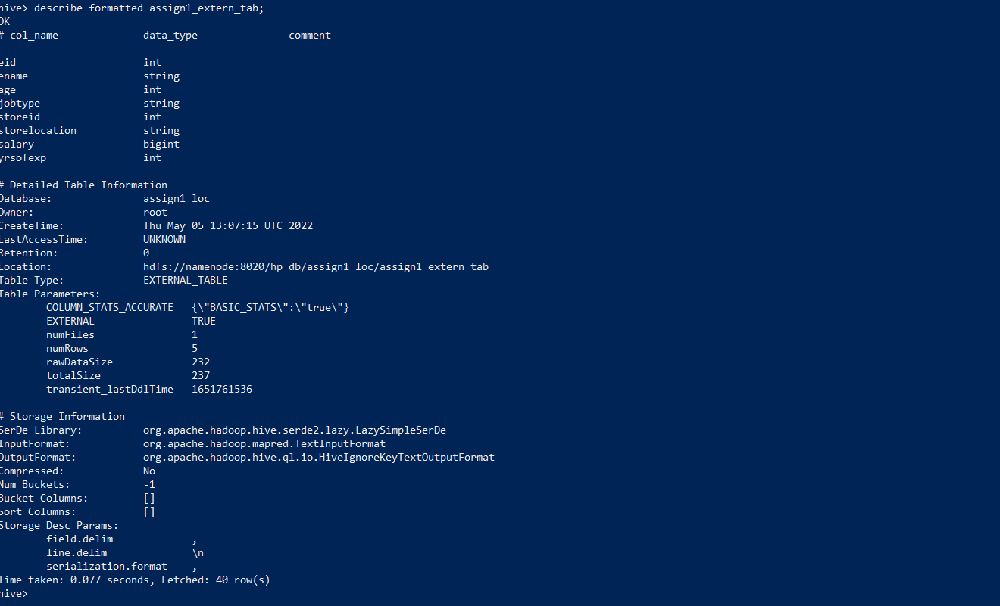 hive> describe formatted assign1_extern_tab;
OK
# col_name data_type comment
eid int
ename string
age int
jobtype string
storeid int
storelocation string
salary bigint
yrsofexp int
# Detailed Table Information
Database: assign1_loc
Owner: root
CreateTime: Thu May 05 13:07:15 UTC 2022
LastAccessTime: UNKNOWN
Retention: 0
Location: hdfs://namenode:8020/hp_db/assign1_loc/assign1_extern_tab
Table Type: EXTERNAL_TABLE
Table Parameters:
COLUMN_STATS_ACCURATE {\"BASIC_STATS\":\"true\"}
EXTERNAL TRUE
numFiles 1
numRows 5
rawDataSize 232
totalSize 237
transient_lastDdlTime 1651761536
# Storage Information
SerDe Library: org.apache.hadoop.hive.serde2.lazy.LazySimpleSerDe
InputFormat: org.apache.hadoop.mapred.TextInputFormat
OutputFormat: org.apache.hadoop.hive.ql.io.HiveIgnoreKeyTextOutputFormat
Compressed: No
Num Buckets: -1
Bucket Columns: []
Sort Columns: []
Storage Desc Params:
field.delim ,
line.delim \n
serialization.format ,
Time taken: 0.077 seconds, Fetched: 40 row(s)
hive>